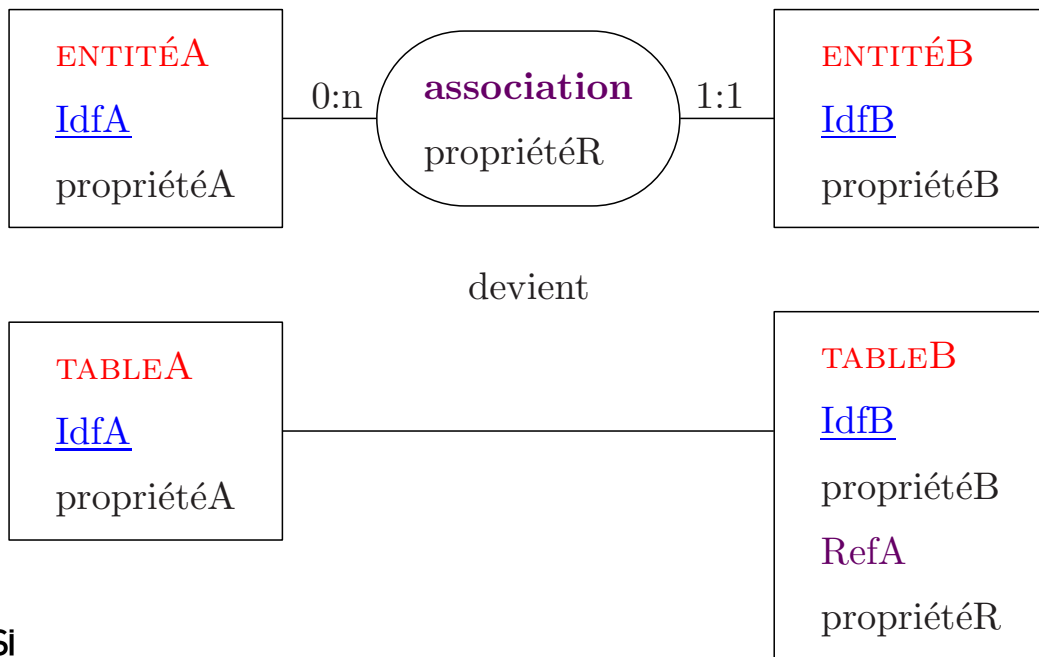 ENTITÉA
IdfA
propriétéA
0:n
association
propriétéR
1:1
ENTITÉB
IdfB
propriétéB
devient
TABLEA
IdfA
propriétéA
TABLEB
IdfB
propriétéB
RefA
propriétéR
Si